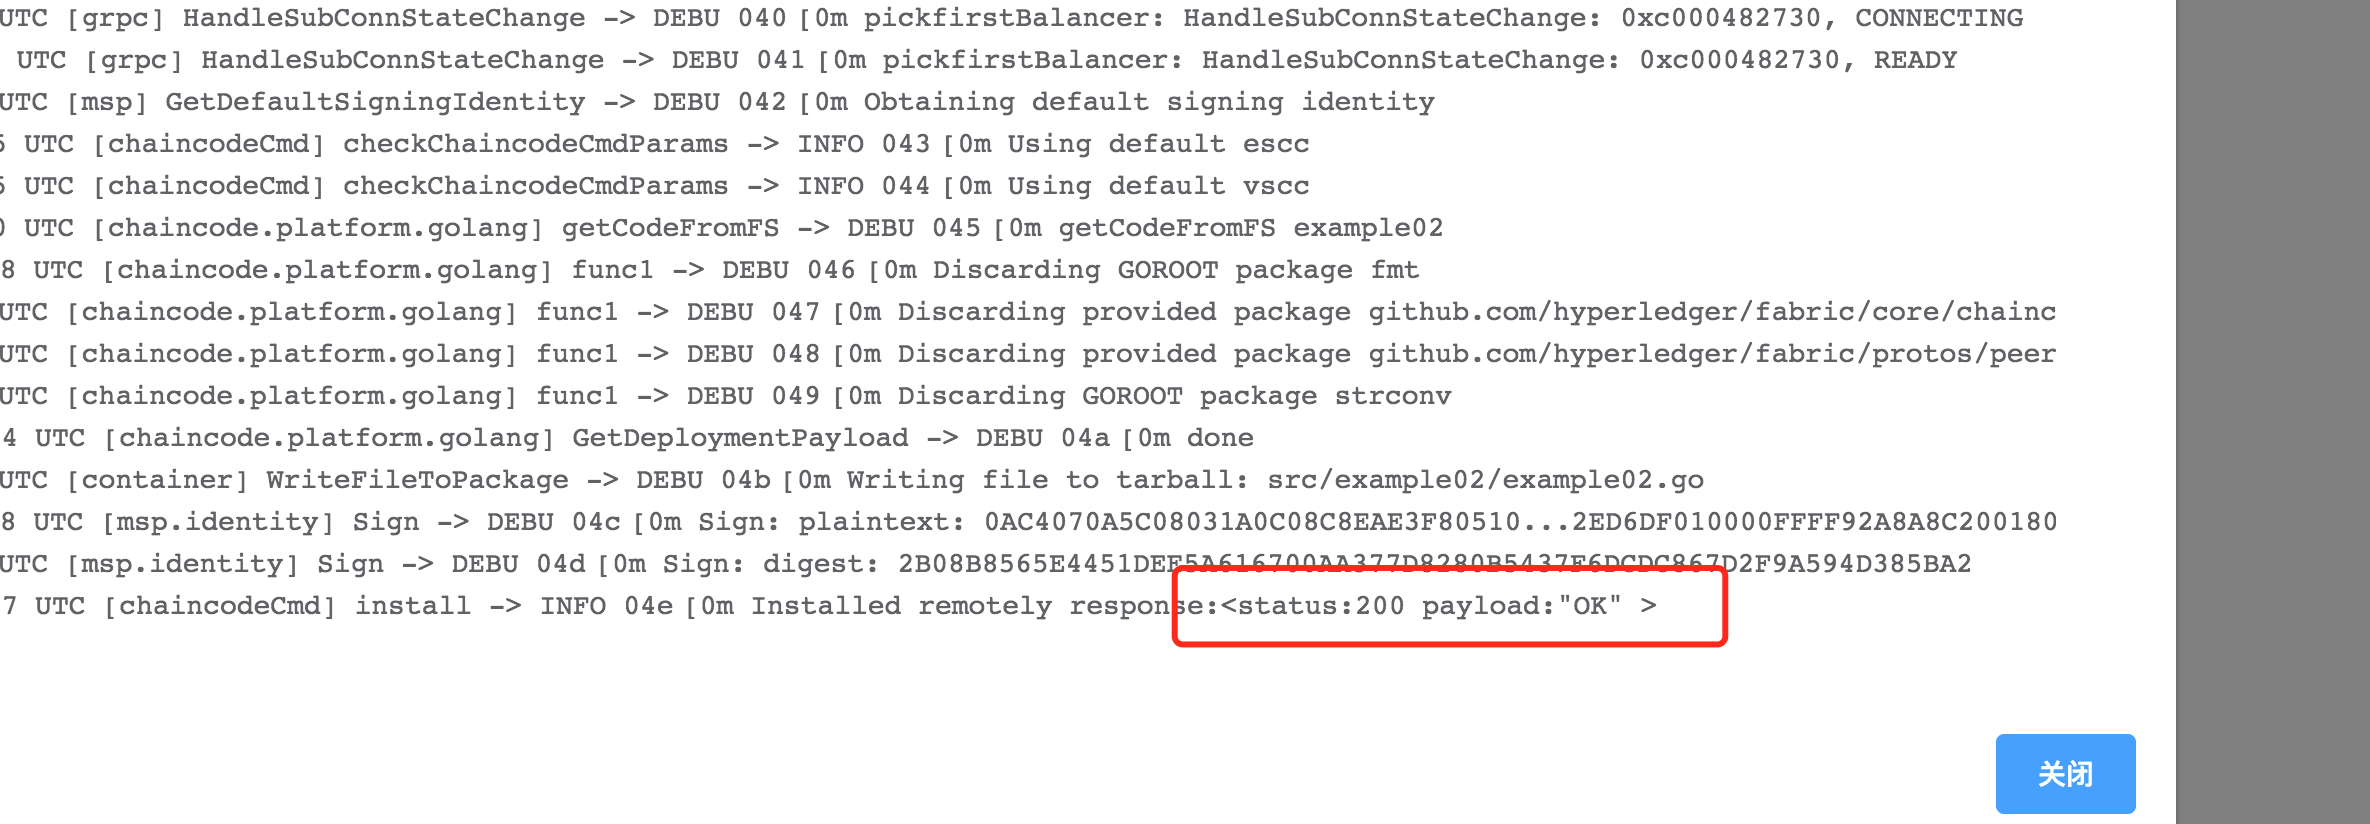 UTC [grpc] HandleSubConnStateChange -> DEBU 040 [0m pickfirstBalancer: HandleSubConnStateChange: 0xc000482730, CONNECTING
UTC [grpc] HandleSubConnStateChange -> DEBU 041 [0m pickfirstBalancer: HandleSubConnStateChange: 0xc000482730, READY
UTC [msp] GetDefaultSigningIdentity -> DEBU 042 [0m Obtaining default signing identity
5 UTC [chaincodeCmd] checkChaincodeCmdParams -> INFO 043 [0m Using default escc
5 UTC [chaincodeCmd] checkChaincodeCmdParams -> INFO 044 [0m Using default vscc
0 UTC [chaincode.platform.golang] getCodeFromFS -> DEBU 045 [0m getCodeFromFS example02
8 UTC [chaincode.platform.golang] func1 -> DEBU 046 [0m Discarding GOROOT package fmt
UTC [chaincode.platform.golang] func1 -> DEBU 047 [0m Discarding provided package github.com/hyperledger/fabric/core/chainc
UTC [chaincode.platform.golang] func1 -> DEBU 048 [0m Discarding provided package github.com/hyperledger/fabric/protos/peer
UTC [chaincode.platform.golang] func1 -> DEBU 049 [0m Discarding GOROOT package strconv
4 UTC [chaincode.platform.golang] GetDeploymentPayload -> DEBU 04a [0m done
UTC [container] WriteFileToPackage -> DEBU 04b [0m Writing file to tarball: src/example02/example02.go
8 UTC [msp.identity] Sign -> DEBU 04c [0m Sign: plaintext: 0AC4070A5C08031A0C08C8EAE3F80510...2ED6DF010000FFFF92A8A8C200180
UTC [msp.identity] Sign -> DEBU 04d [0m Sign: digest: 2B08B8565E4451DEF5A616700AA377D8280B5437F6DCDC867D2F9A594D385BA2
7 UTC [chaincodeCmd] install -> INFO 04e [0m Installed remotely response:<status:200 payload:"OK" >
关闭